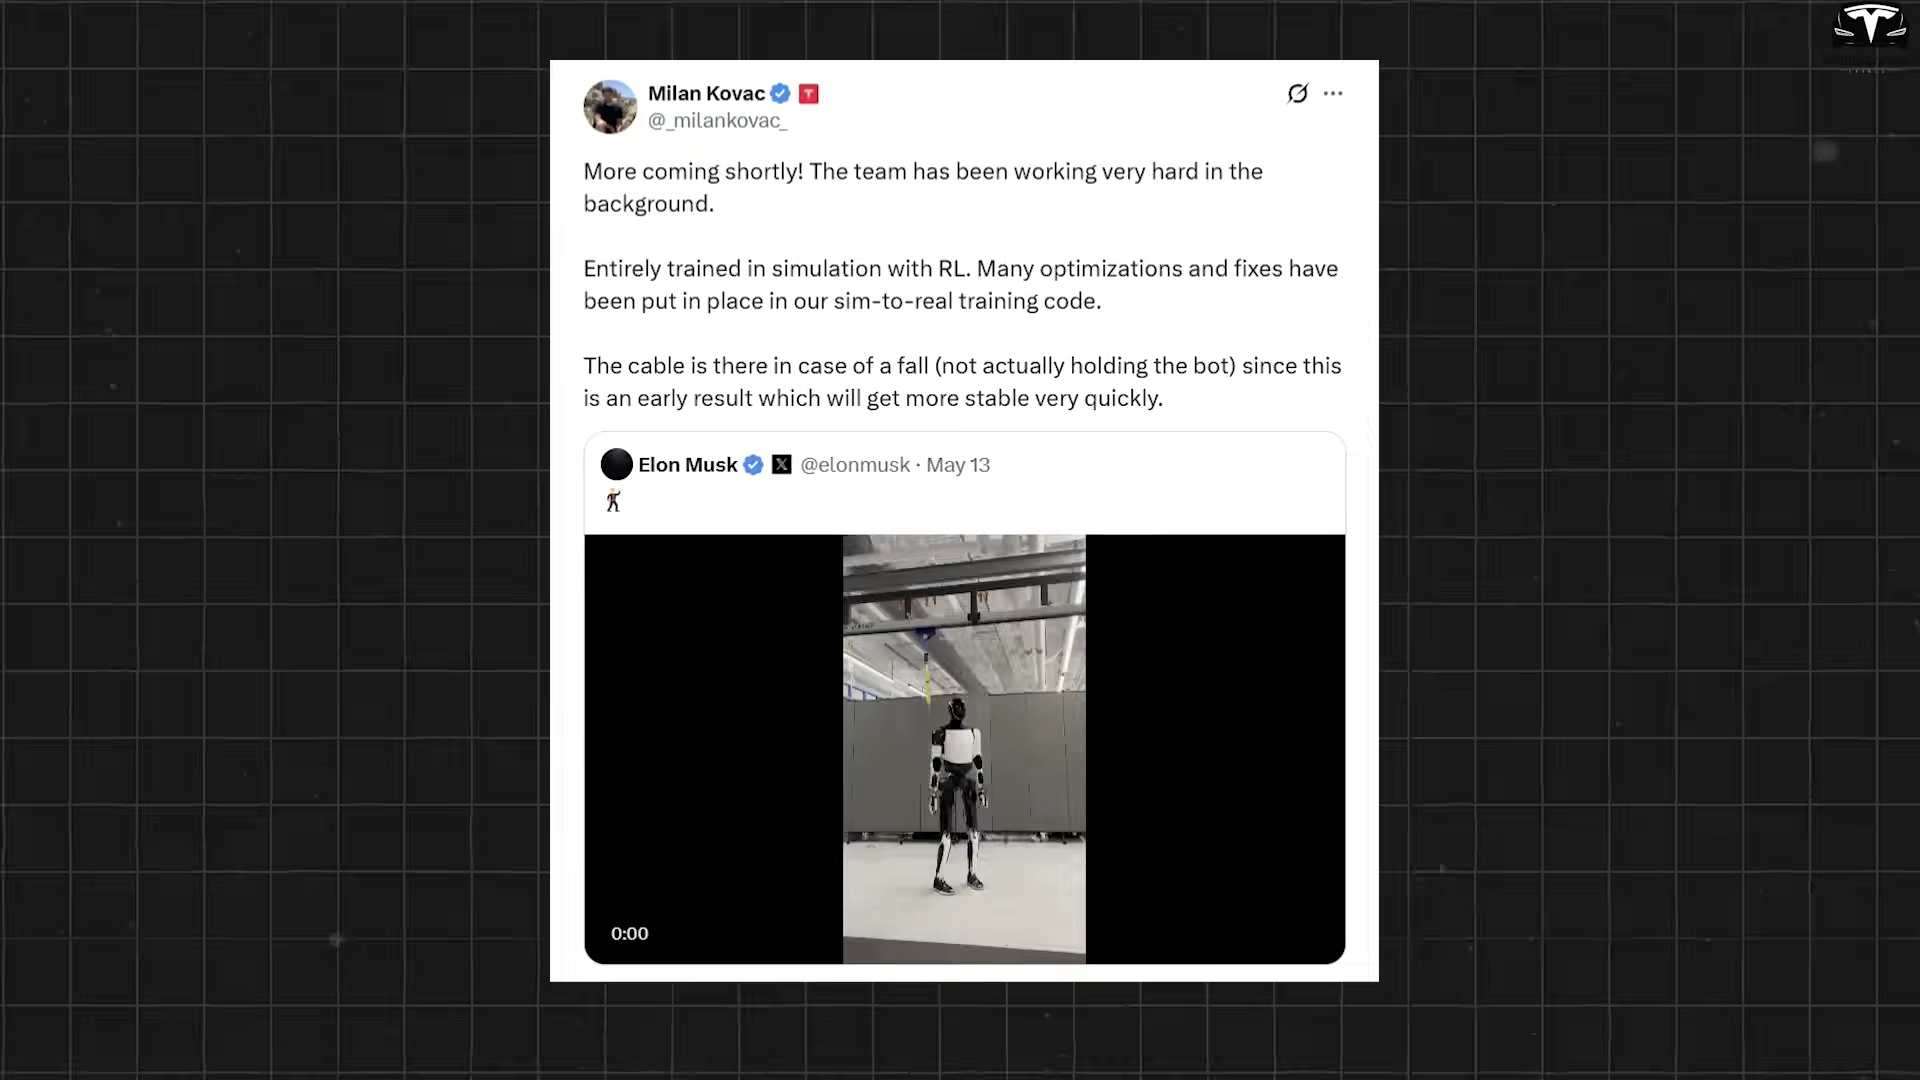 Milan Kovac
@_milankovac_
More coming shortly! The team has been working very hard in the
background.
Entirely trained in simulation with RL. Many optimizations and fixes have
been put in place in our sim-to-real training code.
The cable is there in case of a fall (not actually holding the bot) since this
is an early result which will get more stable very quickly.
Elon Musk @elonmusk · May 13
0:00